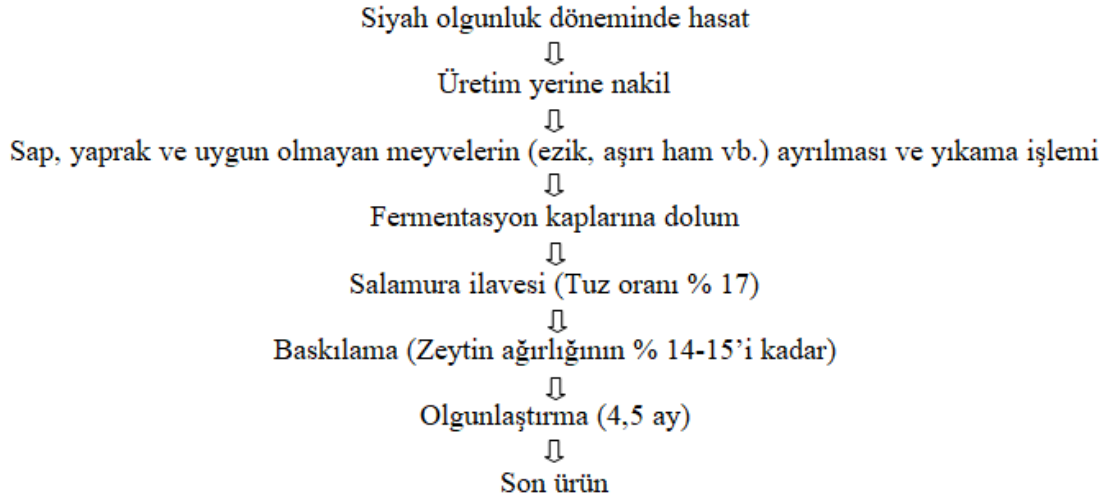 Siyah olgunluk döneminde hasat
⇩
Üretim yerine nakil
⇩
Sap, yaprak ve uygun olmayan meyvelerin (ezik, aşırı ham vb.) ayrılması ve yıkama işlemi
⇩
Fermentasyon kaplarına dolum
⇩
Salamura ilavesi (Tuz oranı % 17)
⇩
Baskılama (Zeytin ağırlığının % 14-15’i kadar)
⇩
Olgunlaştırma (4,5 ay)
⇩
Son ürün